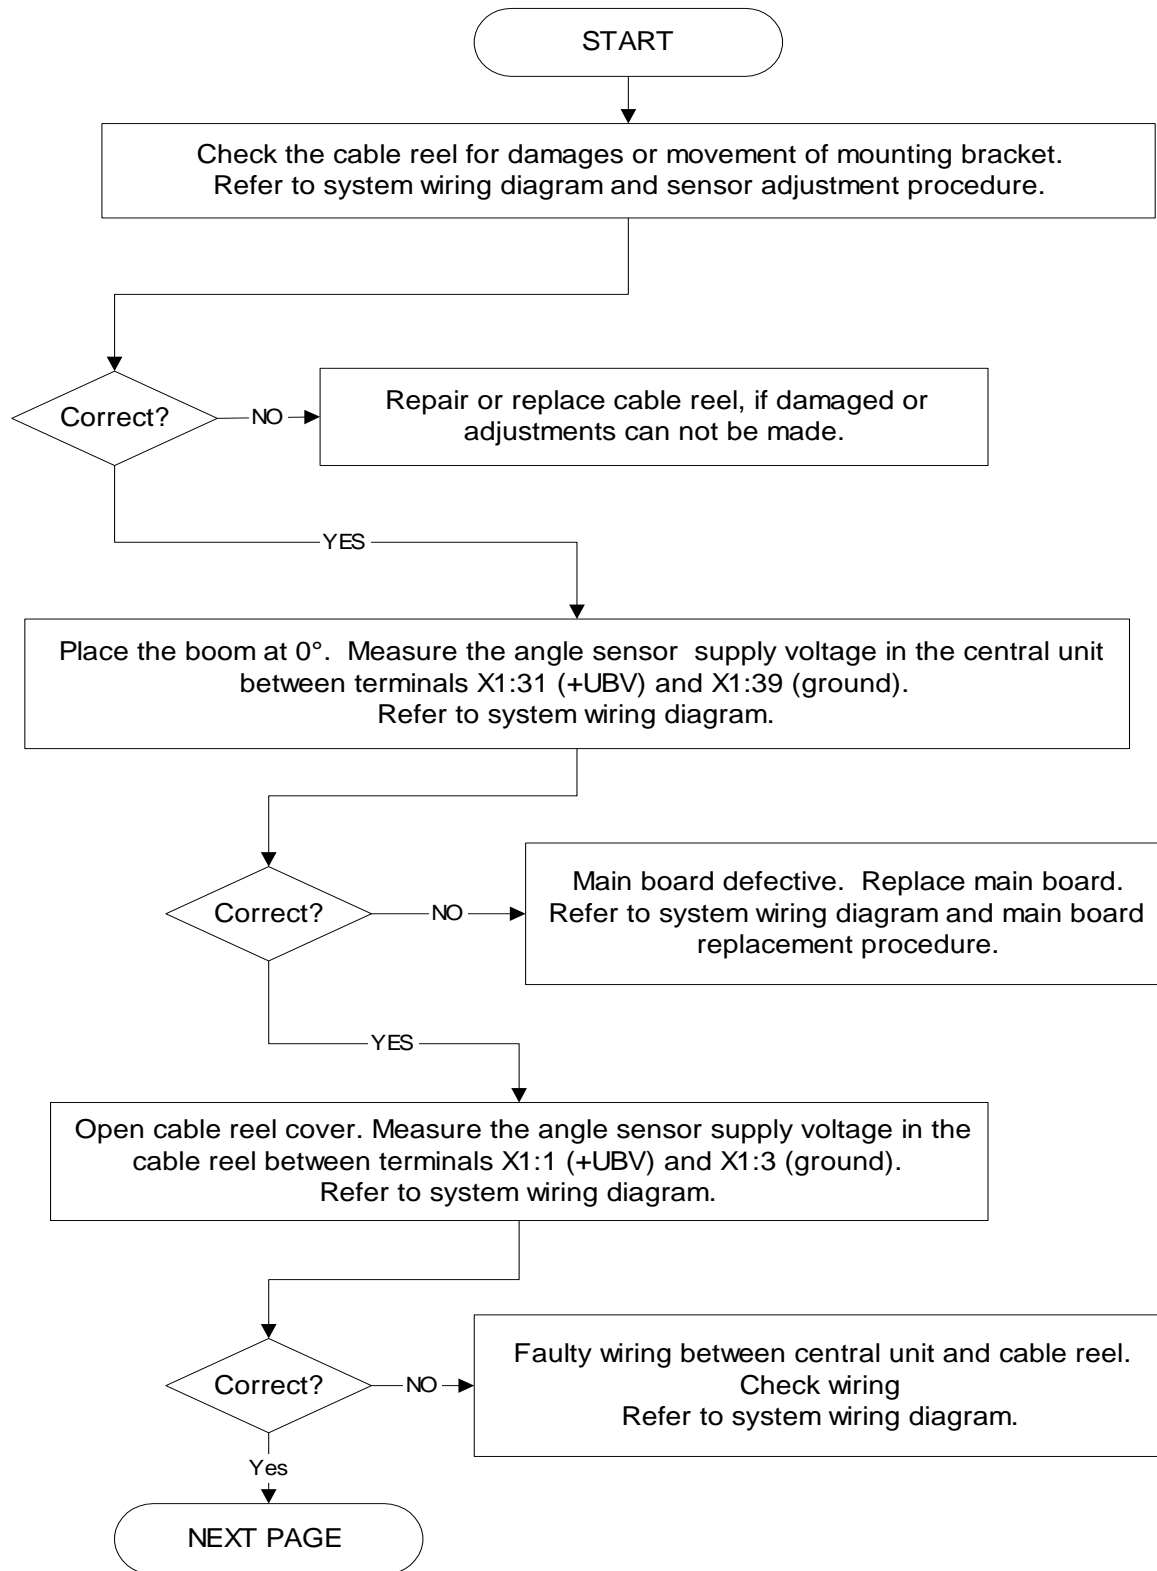 START
Check the cable reel for damages or movement of mounting bracket.
Refer to system wiring diagram and sensor adjustment procedure.
Correct?
NO
Repair or replace cable reel, if damaged or
adjustments can not be made.
YES
Place the boom at 0°.  Measure the angle sensor  supply voltage in the central unit
between terminals X1:31 (+UBV) and X1:39 (ground).
Refer to system wiring diagram.
Correct?
NO
Main board defective.  Replace main board.
Refer to system wiring diagram and main board
replacement procedure.
YES
Open cable reel cover. Measure the angle sensor supply voltage in the
cable reel between terminals X1:1 (+UBV) and X1:3 (ground).
Refer to system wiring diagram.
Correct?
NO
Faulty wiring between central unit and cable reel.
Check wiring
Refer to system wiring diagram.
Yes
NEXT PAGE